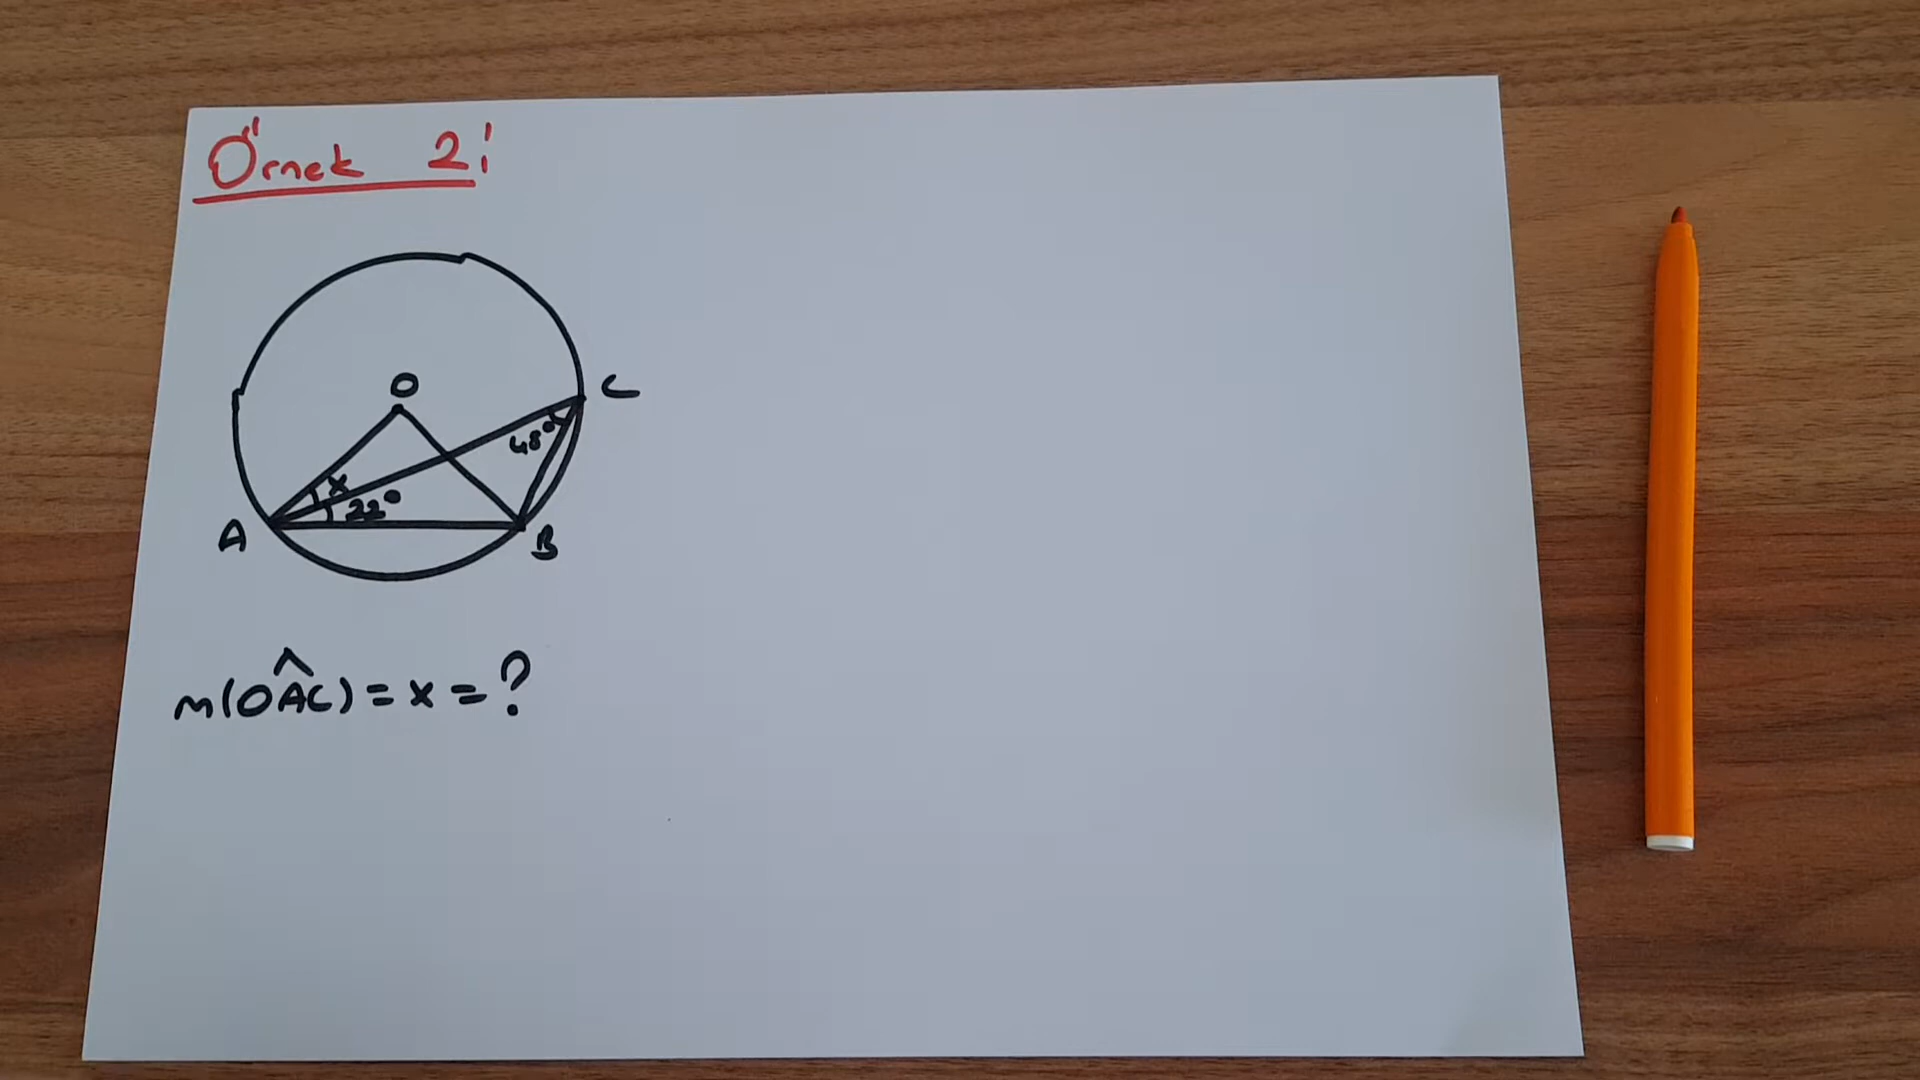 Örnek 2:
O
C
48°
x
22°
A
B
m(OÂC) = x = ?